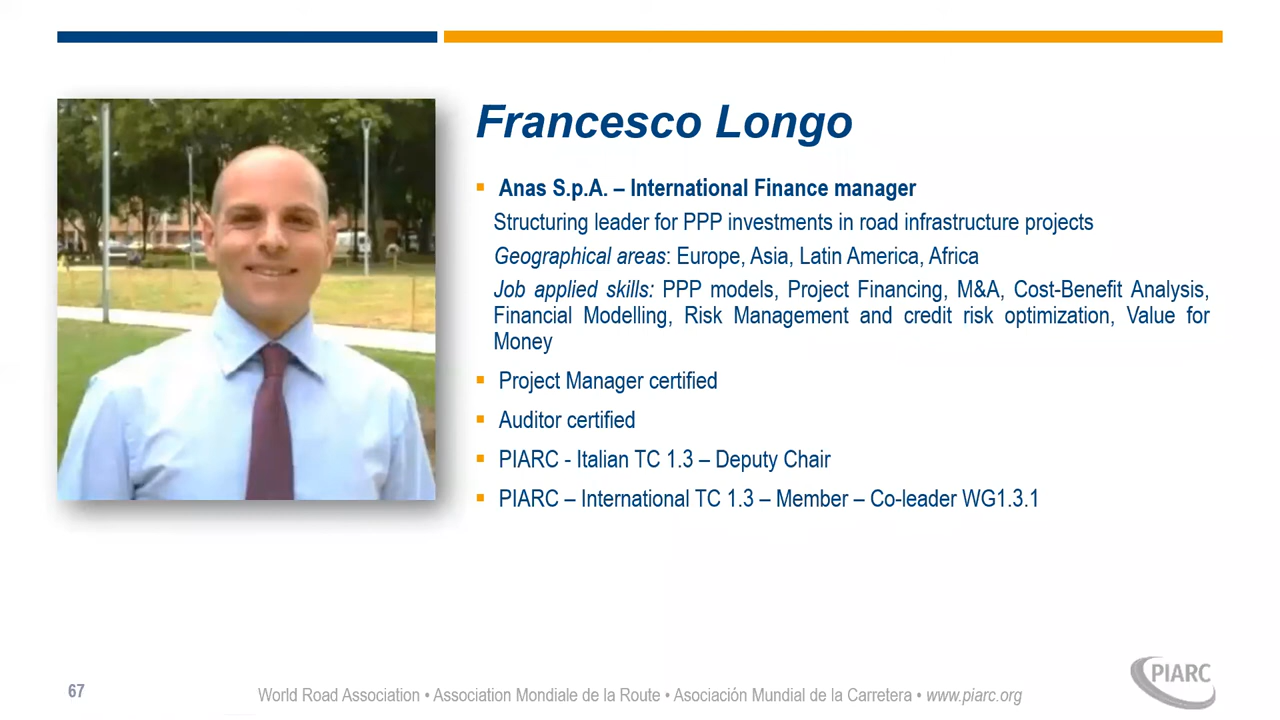 Francesco Longo
▪ Anas S.p.A. – International Finance manager
Structuring leader for PPP investments in road infrastructure projects
Geographical areas: Europe, Asia, Latin America, Africa
Job applied skills: PPP models, Project Financing, M&A, Cost-Benefit Analysis,
Financial Modelling, Risk Management and credit risk optimization, Value for
Money
▪ Project Manager certified
▪ Auditor certified
▪ PIARC - Italian TC 1.3 – Deputy Chair
▪ PIARC – International TC 1.3 – Member – Co-leader WG1.3.1
67
World Road Association • Association Mondiale de la Route • Asociación Mundial de la Carretera • www.piarc.org
PIARC